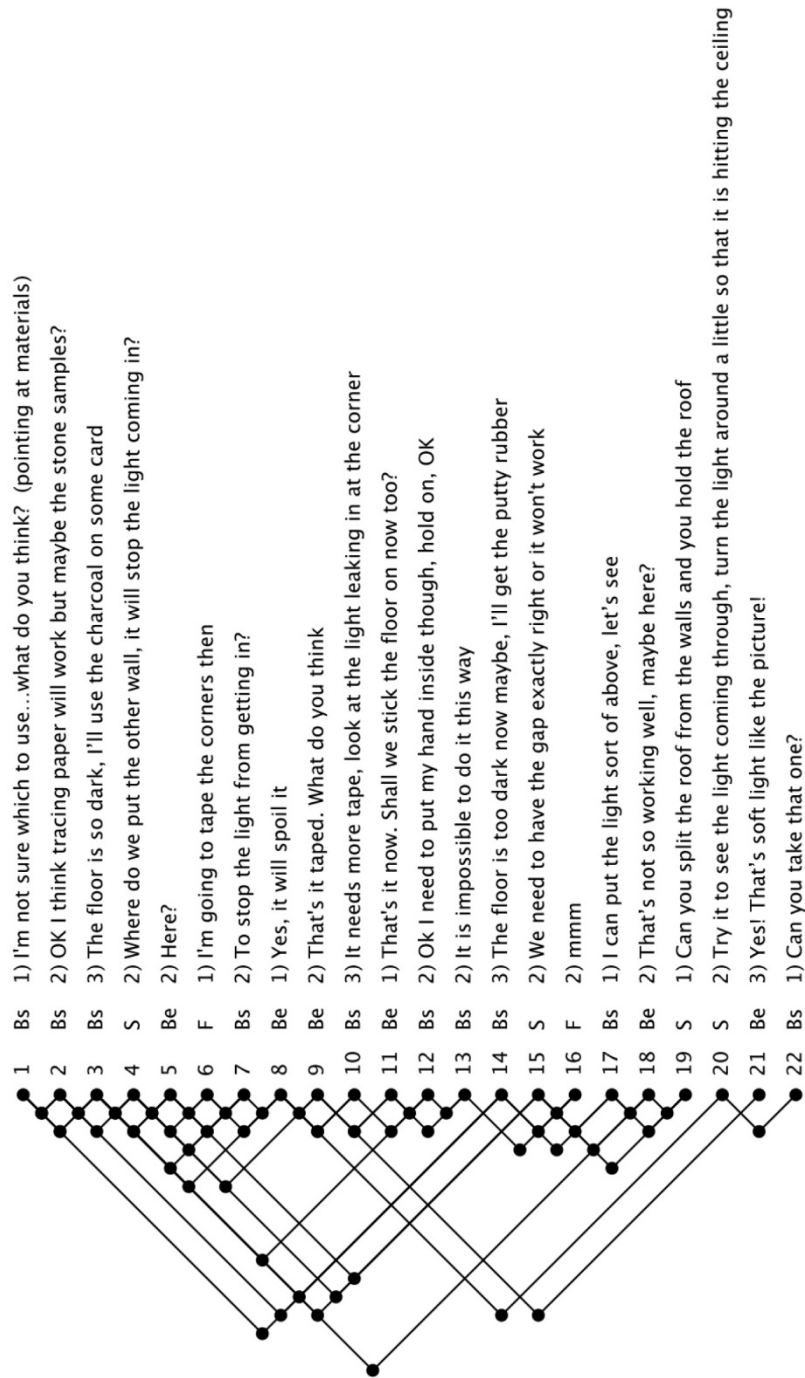 1 Bs 1) I'm not sure which to use...what do you think? (pointing at materials)
2 Bs 2) OK I think tracing paper will work but maybe the stone samples?
3 Bs 3) The floor is so dark, I'll use the charcoal on some card
4 S 2) Where do we put the other wall, it will stop the light coming in?
5 Be 2) Here?
6 F 1) I'm going to tape the corners then
7 Bs 2) To stop the light from getting in?
8 Be 1) Yes, it will spoil it
9 Be 2) That's it taped. What do you think
10 Bs 3) It needs more tape, look at the light leaking in at the corner
11 Be 1) That's it now. Shall we stick the floor on now too?
12 Bs 2) Ok I need to put my hand inside though, hold on, OK
13 Bs 2) It is impossible to do it this way
14 Bs 3) The floor is too dark now maybe, I'll get the putty rubber
15 S 2) We need to have the gap exactly right or it won't work
16 F 2) mmm
17 Bs 1) I can put the light sort of above, let's see
18 Be 2) That's not so working well, maybe here?
19 S 1) Can you split the roof from the walls and you hold the roof
20 S 2) Try it to see the light coming through, turn the light around a little so that it is hitting the ceiling
21 Be 3) Yes! That's soft light like the picture!
22 Bs 1) Can you take that one?